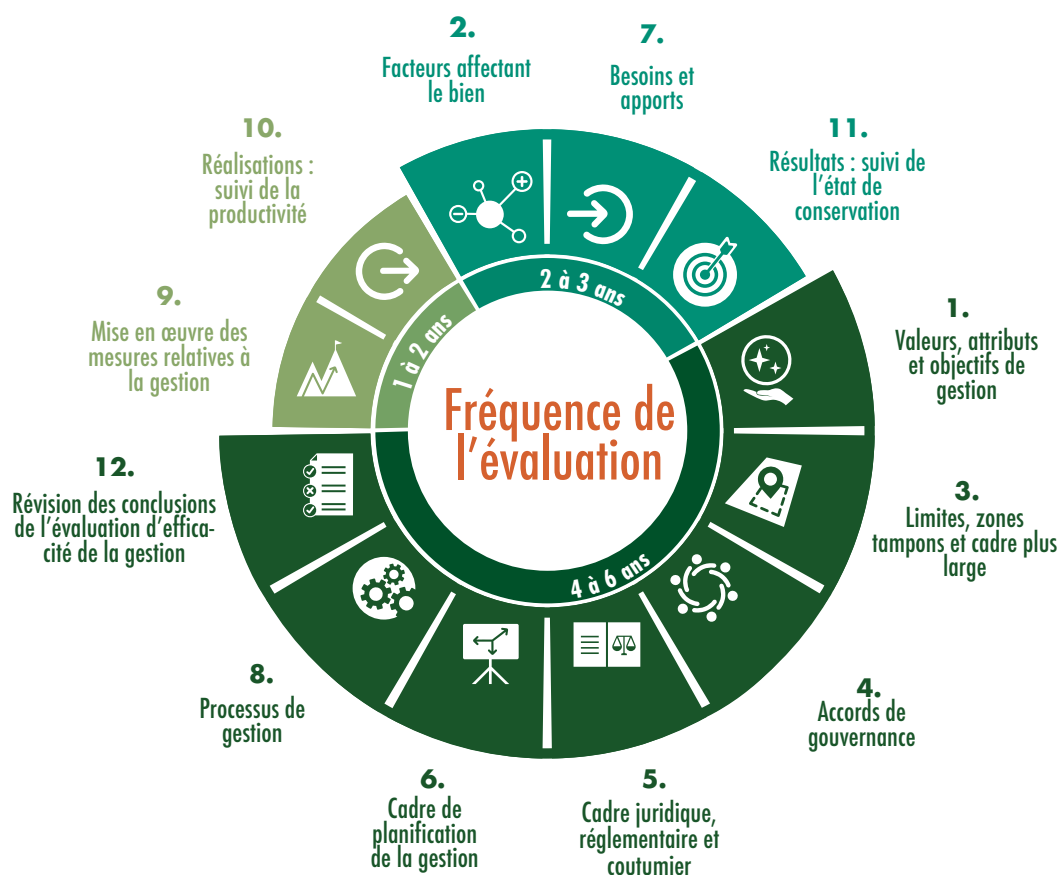 2.
Facteurs affectant
le bien
7.
Besoins et
apports
10.
Réalisations :
suivi de la
productivité
11.
Résultats : suivi de
l'état de
conservation
9.
Mise en œuvre des
mesures relatives à
la gestion
1.
Valeurs, attributs
et objectifs de
gestion
2 à 3 ans
1 à 2 ans
Fréquence de
l'évaluation
4 à 6 ans
12.
Révision des conclusions
de l'évaluation d'effica-
cité de la gestion
3.
Limites, zones
tampons et cadre plus
large
8.
Processus de
gestion
4.
Accords de
gouvernance
6.
Cadre de
planification
de la gestion
5.
Cadre juridique,
réglementaire et
coutumier